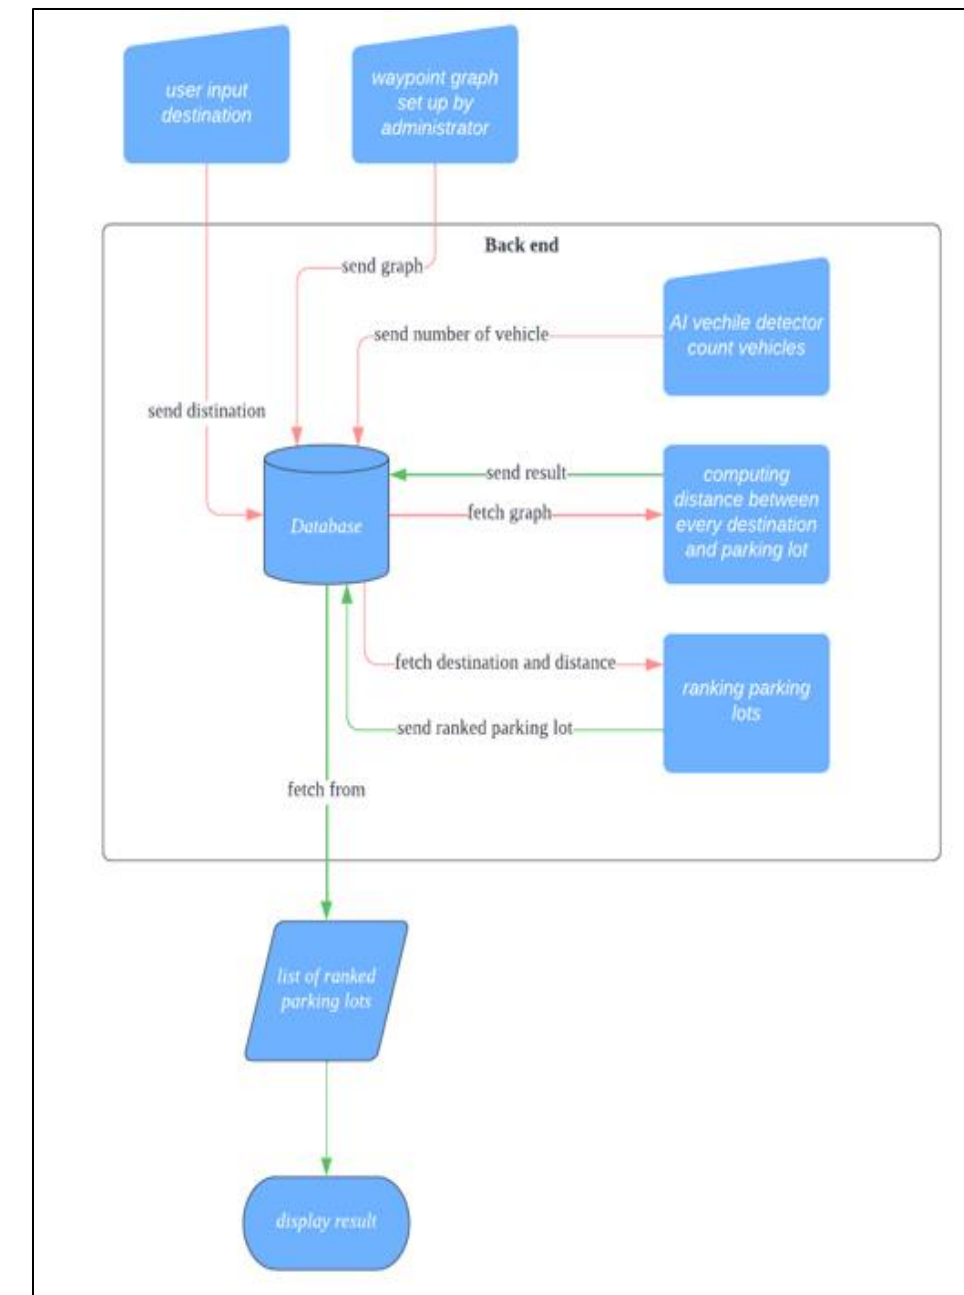 user input
destination
waypoint graph
set up by
administrator
Back end
send graph
send number of vehicle
AI vechile detector
count vehicles
send distination
send result
fetch graph
Database
computing
distance between
every destination
and parking lot
fetch destination and distance
send ranked parking lot
ranking parking
lots
fetch from
list of ranked
parking lots
display result